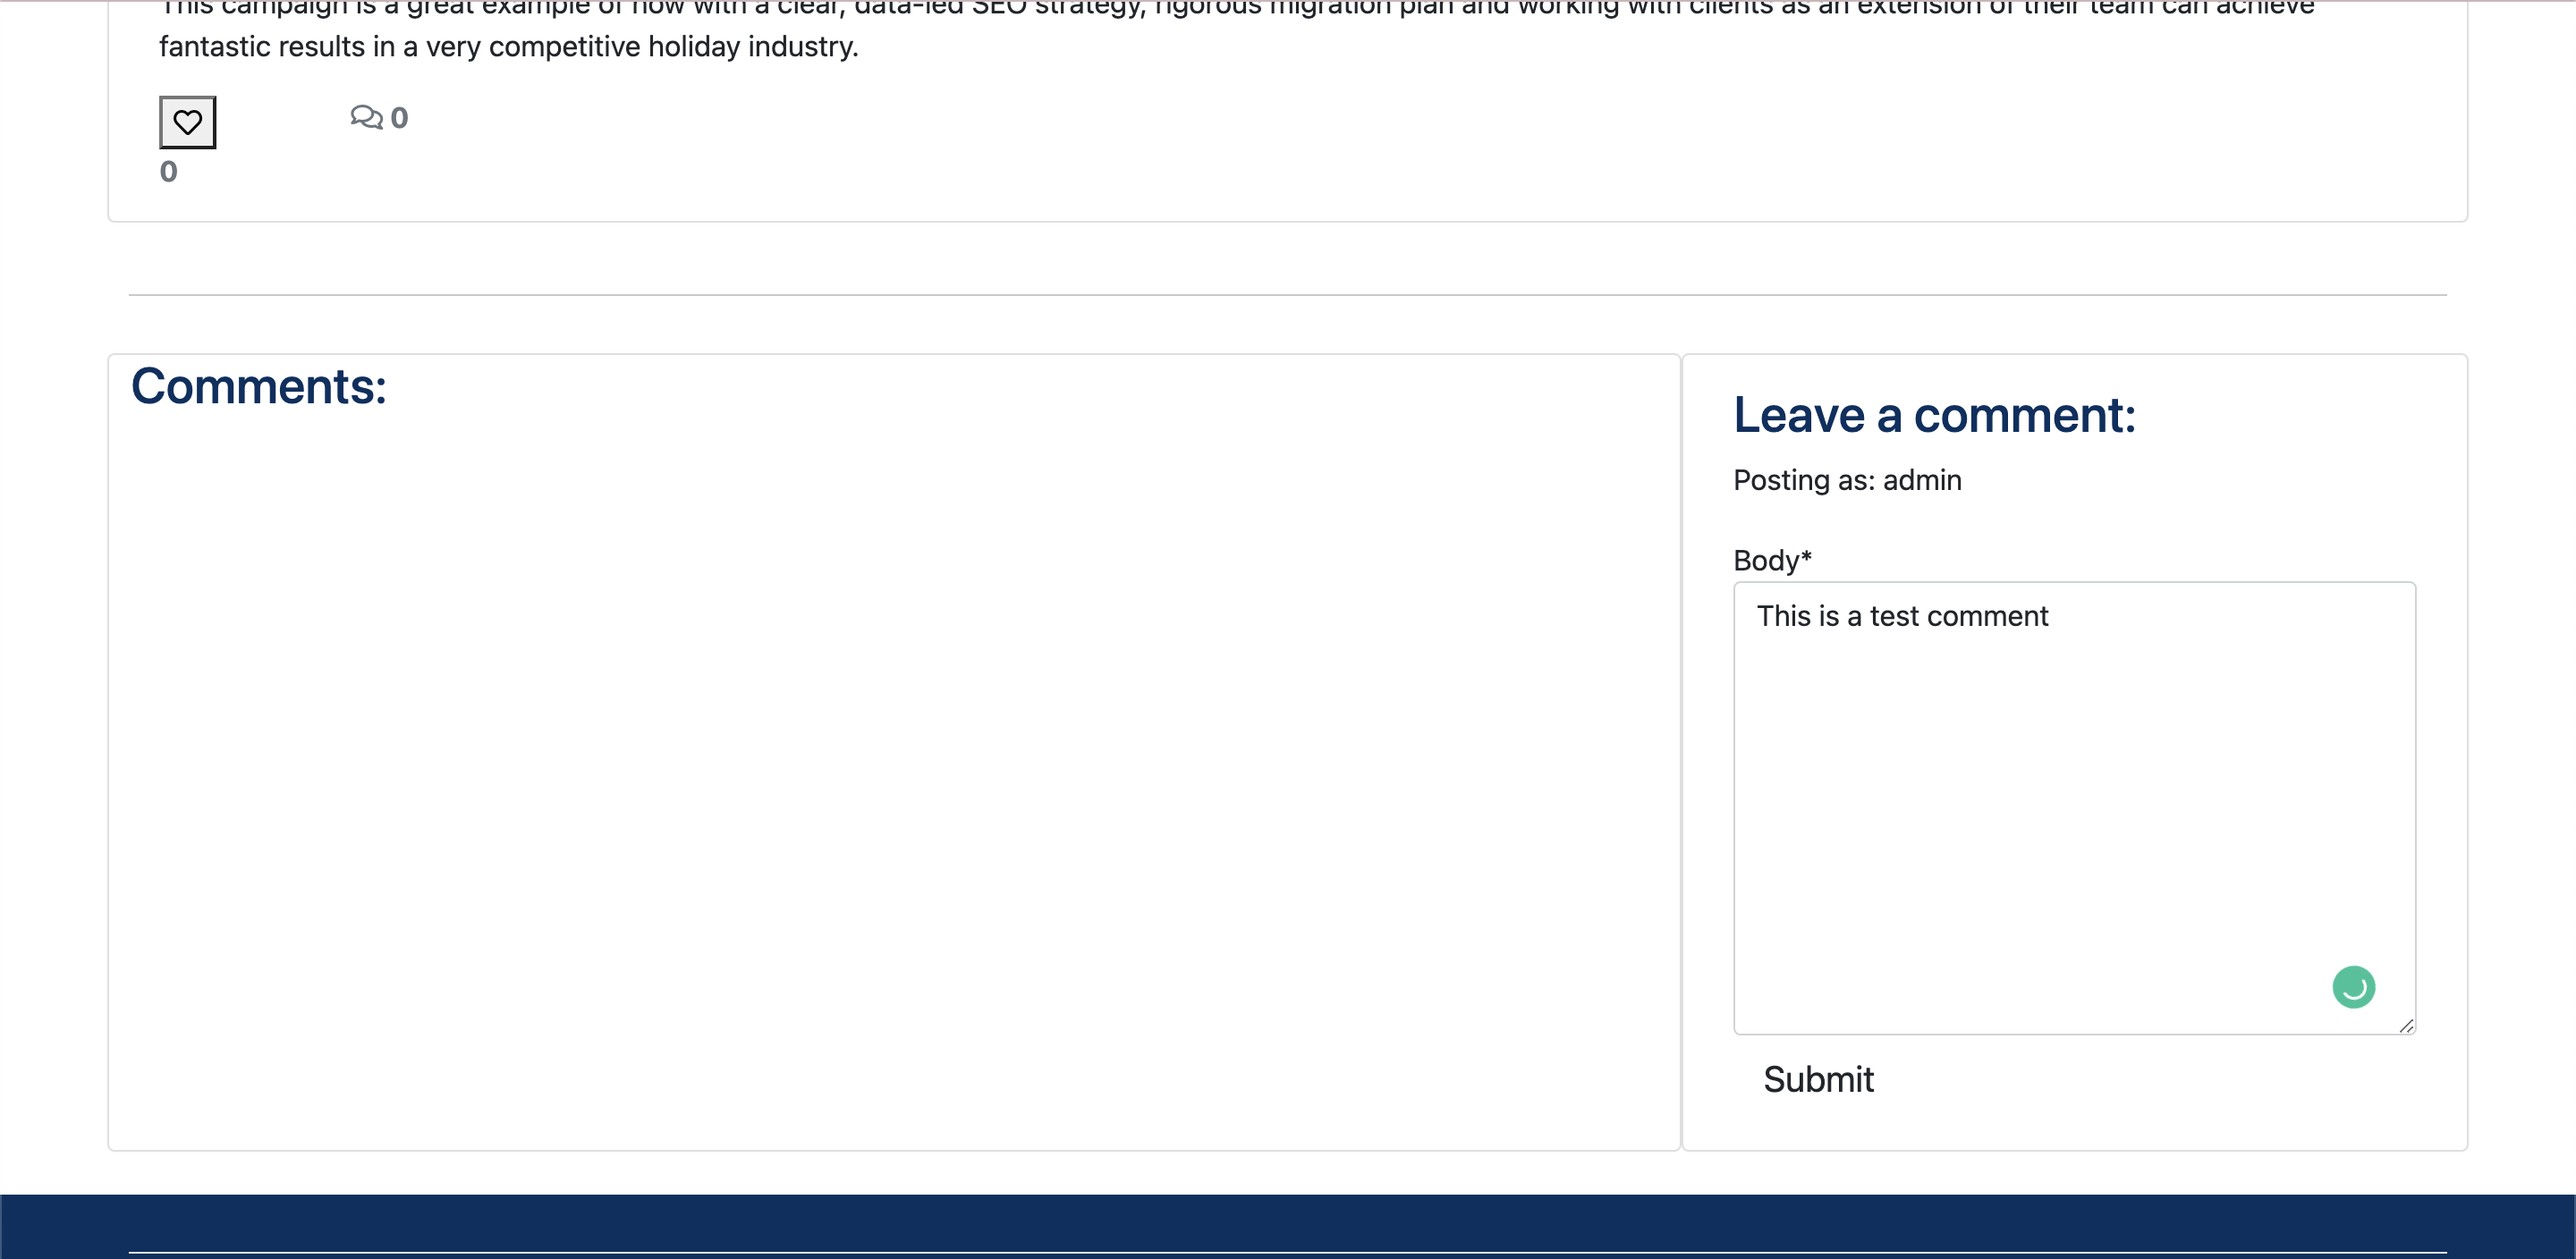 This campaign is a great example of how with a clear, data-led SEO strategy, rigorous migration plan and working with clients as an extension of their team can achieve
fantastic results in a very competitive holiday industry.
0
0
Comments:
Leave a comment:
Posting as: admin
Body*
This is a test comment
Submit